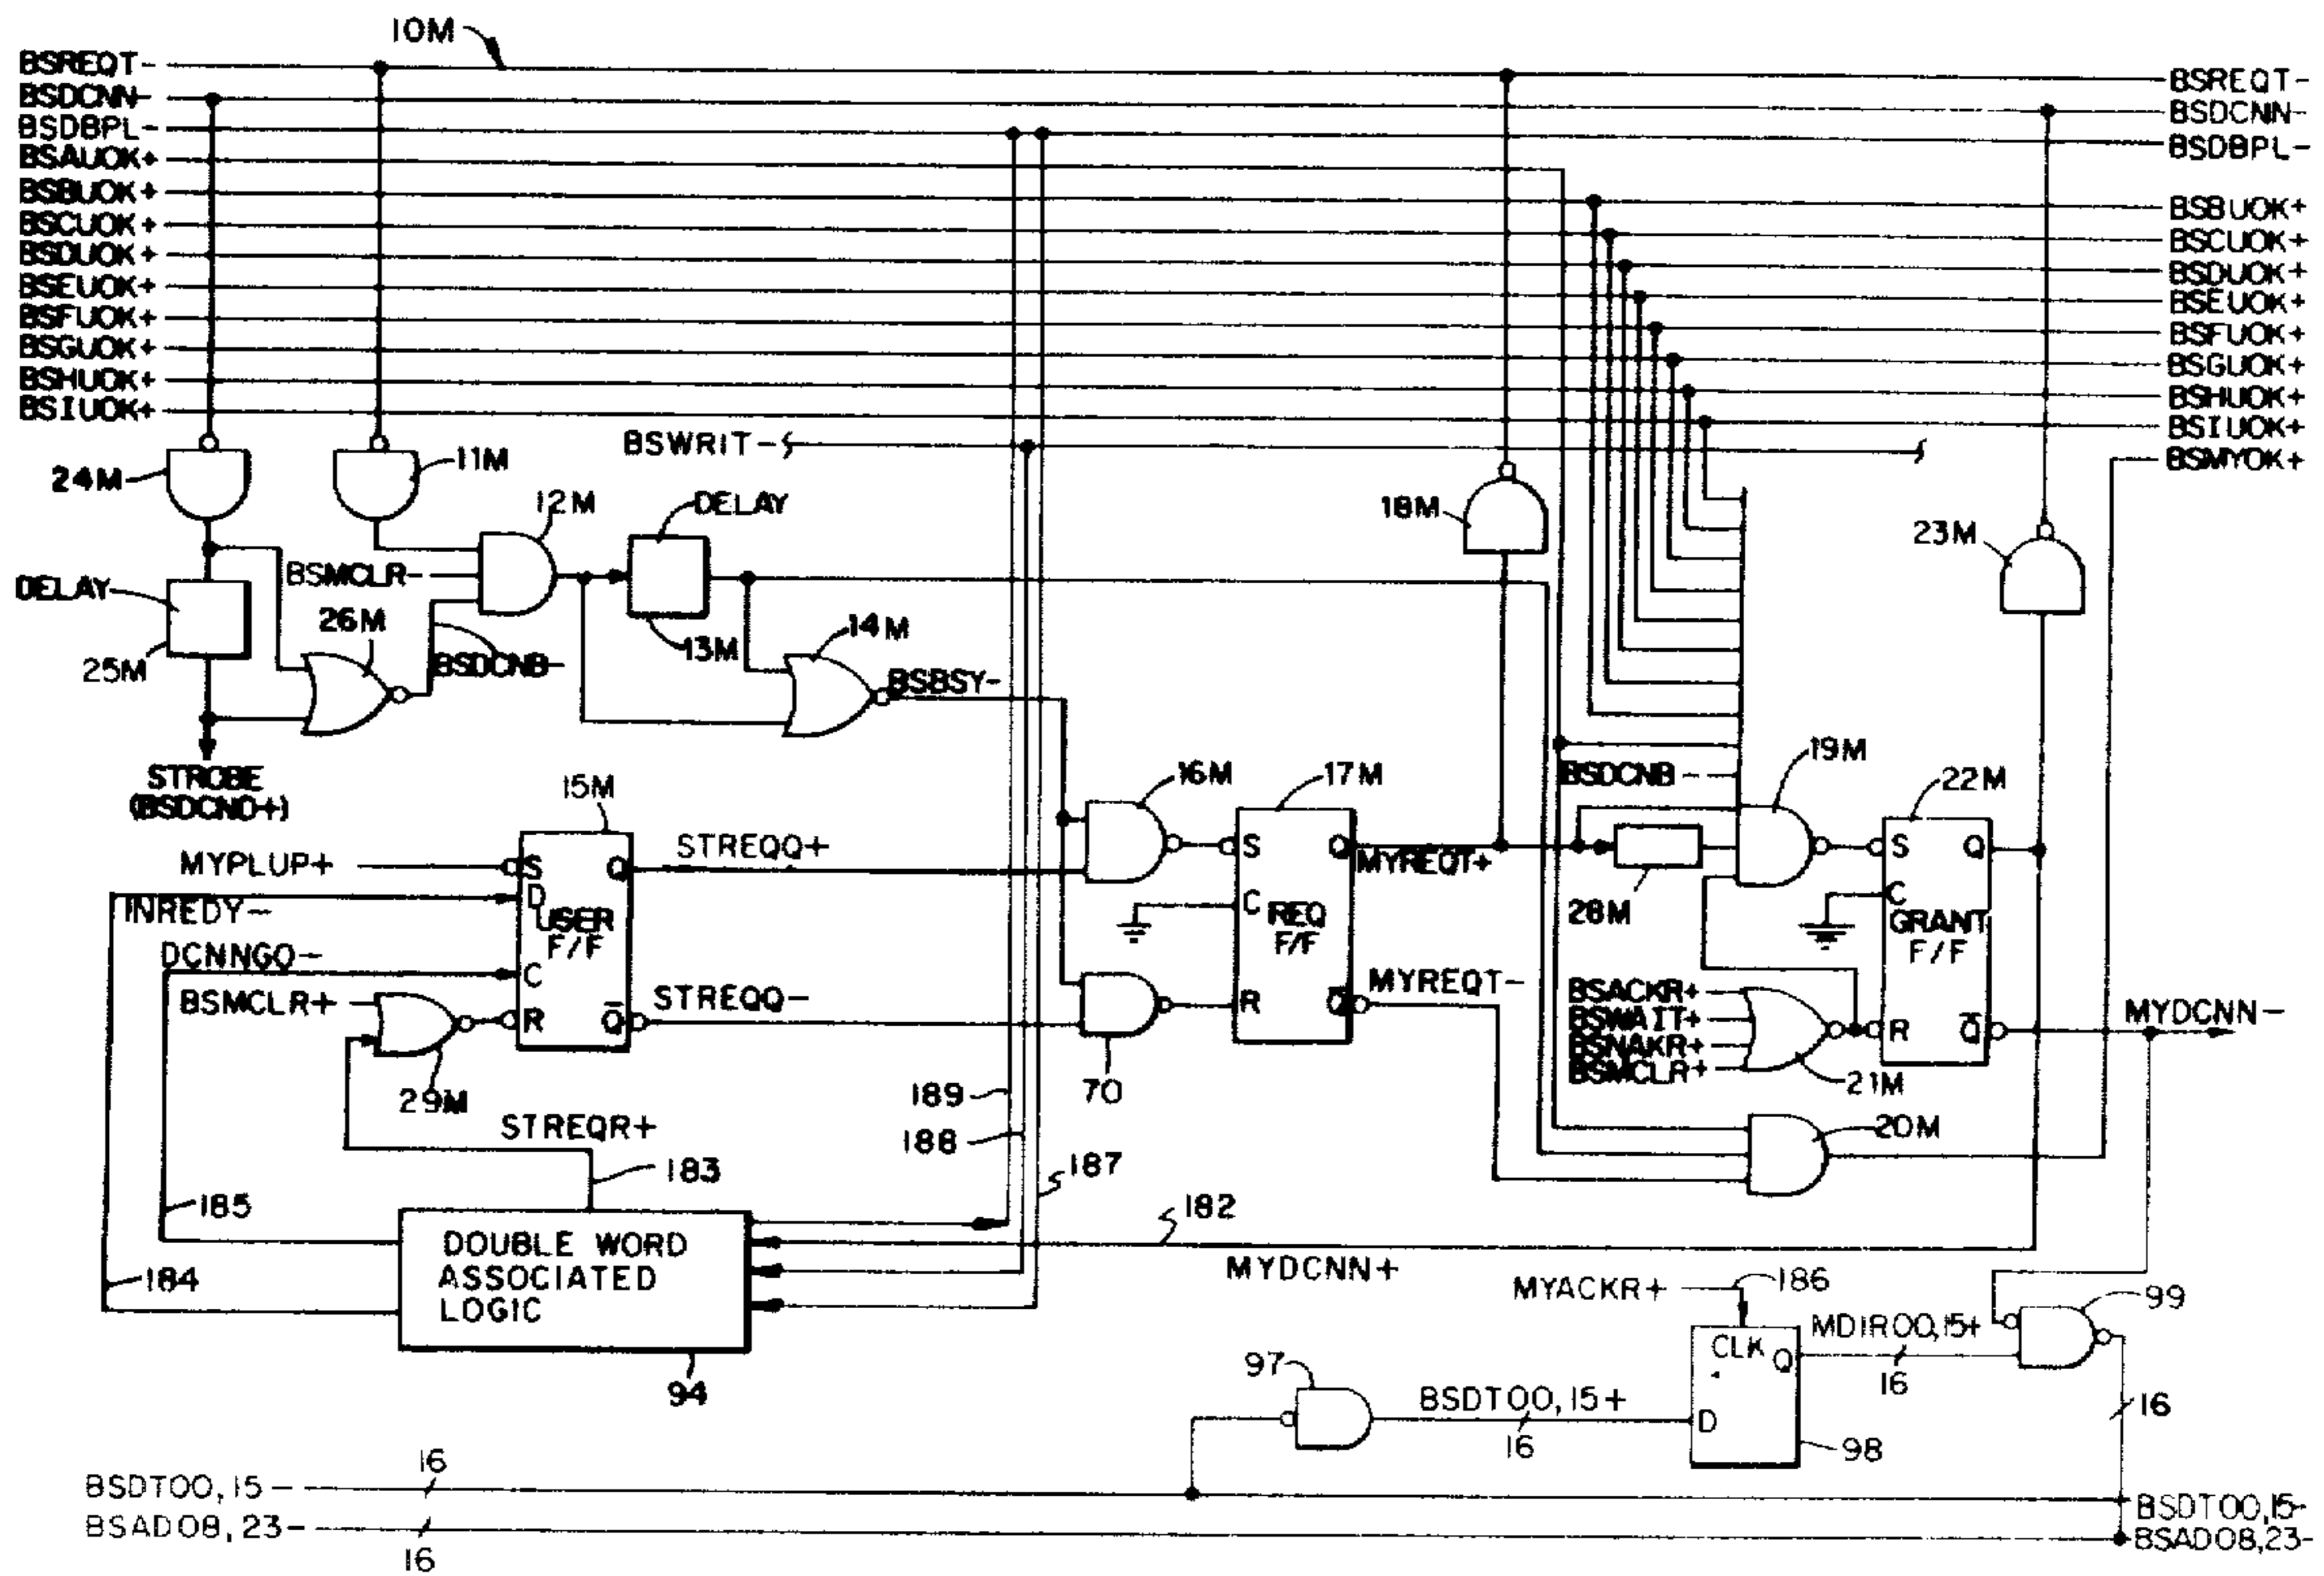 10M
BSREQT-
BSREQT-
BSDCNN-
BSDCNN-
BSDBPL-
BSDBPL-
BSAUOK+
BSBUOK+
BSBUOK+
BSCUOK+
BSCUOK+
BSDUOK+
BSDUOK+
BSEUOK+
BSEUOK+
BSFUOK+
BSFUOK+
BSGUOK+
BSGUOK+
BSHUOK+
BSHUOK+
BSIUOK+
BSIUOK+
BSWRIT-
BSMYOK+
24M
11M
12M
DELAY
18M
23M
BSMCLR-
DELAY
26M
13M
14M
25M
BSDCNB-
BSBSY-
STROBE
(BSDCND+)
15M
16M
17M
BSDCNB-
19M
22M
MYPLUP+
S
Q
STREQQ+
S
Q
MYREQT+
28M
S
Q
INREDY-
D
USER
F/F
C
REQ
F/F
C
GRANT
F/F
DCNNGO-
C
BSMCLR+
R
Q̅
STREQQ-
R
Q̅
MYREQT-
BSACKR+
BSWAIT+
BSNAKR+
BSMCLR+
R
Q̅
MYDCNN-
29M
70
21M
189
STREQR+
188
20M
183
187
185
182
DOUBLE WORD
ASSOCIATED
LOGIC
MYDCNN+
184
MYACKR+
186
99
94
97
CLK
Q
MDIR00,15+
16
BSDT00,15+
16
D
98
16
16
BSDT00,15-
BSDT00,15-
BSAD08,23-
BSAD08,23-
16